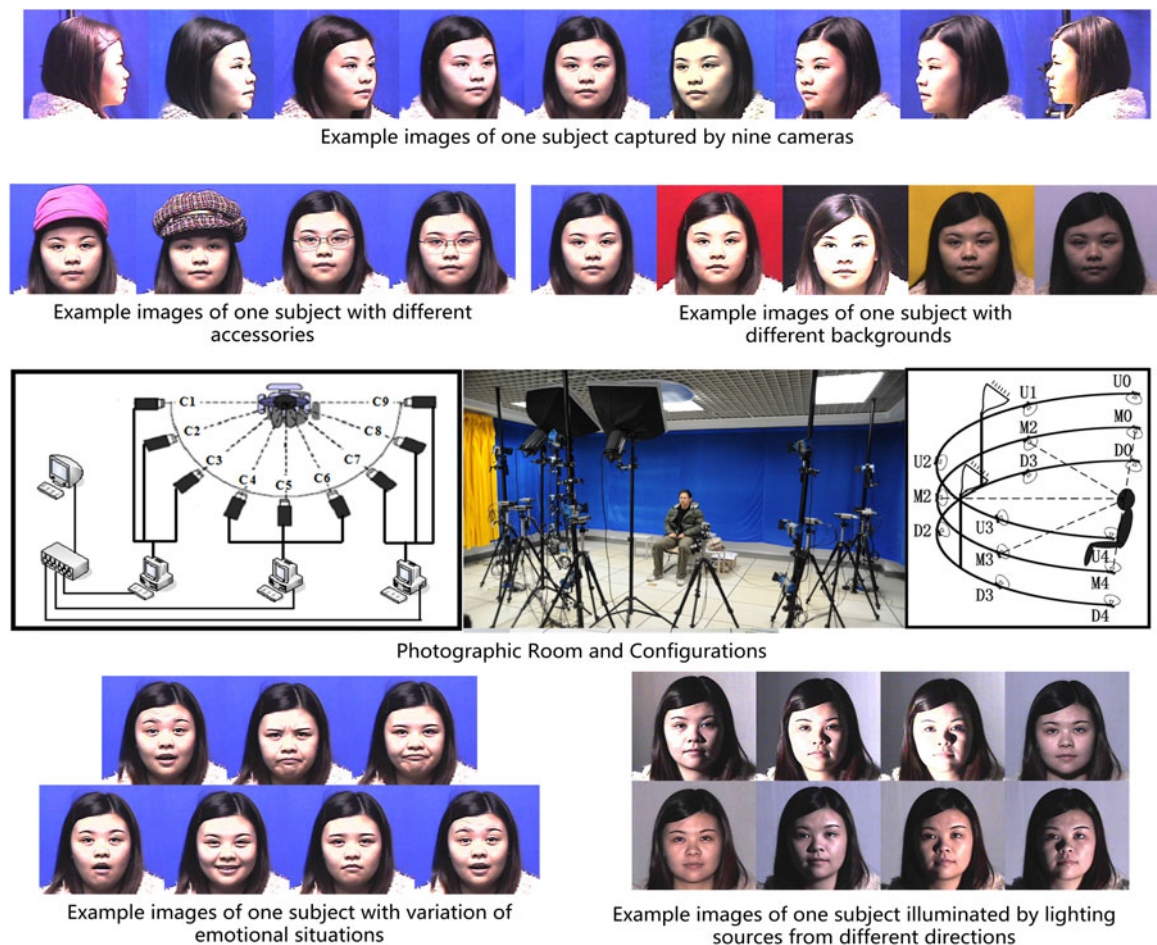 Example images of one subject captured by nine cameras
Example images of one subject with different
accessories
Example images of one subject with
different backgrounds
C1
C2
C3
C4
C5
C6
C7
C8
C9
U0
U1
M0
M2
D0
D3
U2
M2
D2
U3
M3
D3
U4
M4
D4
Photographic Room and Configurations
Example images of one subject with variation of
emotional situations
Example images of one subject illuminated by lighting
sources from different directions